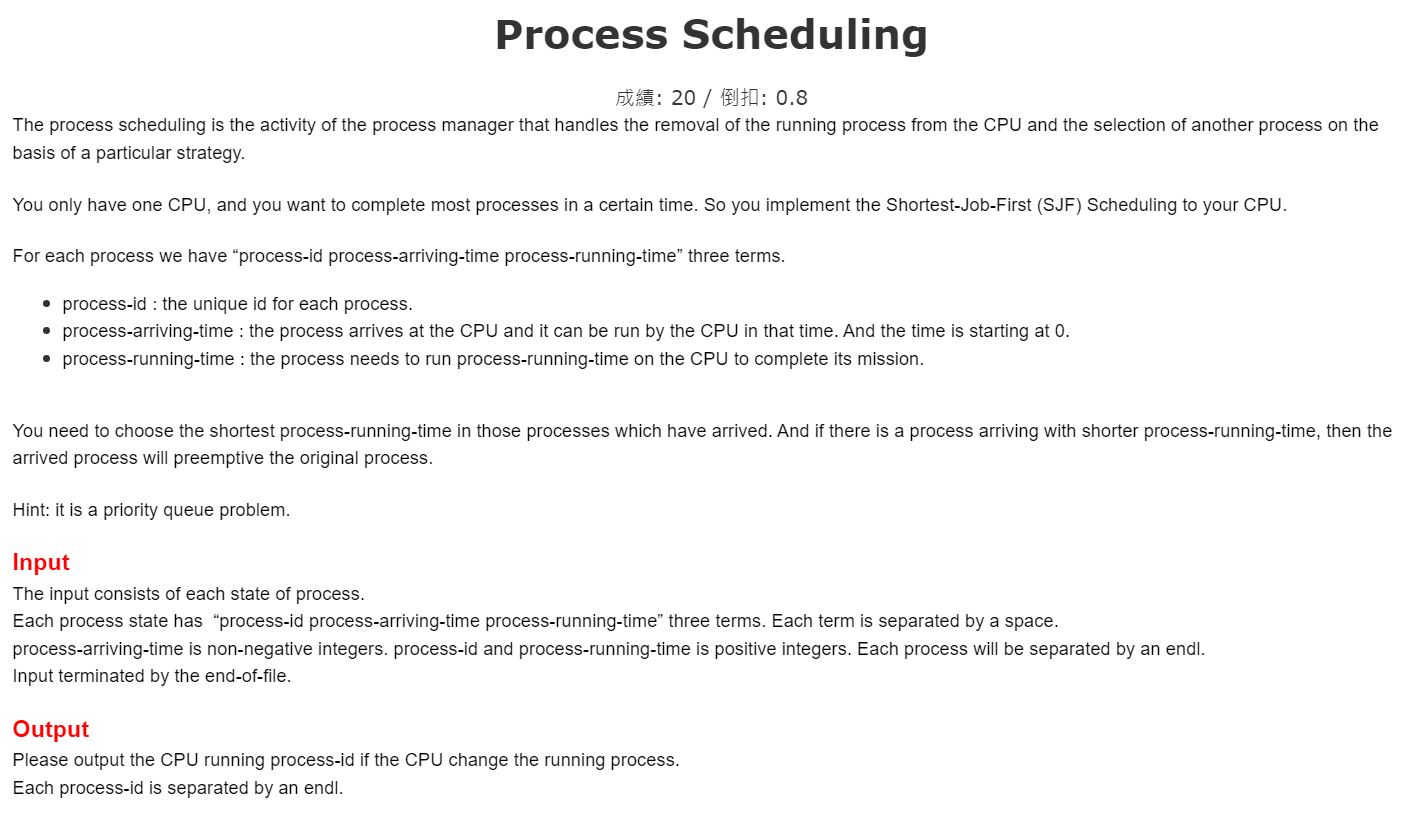 Process Scheduling
成績: 20 / 倒扣: 0.8
The process scheduling is the activity of the process manager that handles the removal of the running process from the CPU and the selection of another process on the
basis of a particular strategy.
You only have one CPU, and you want to complete most processes in a certain time. So you implement the Shortest-Job-First (SJF) Scheduling to your CPU.
For each process we have “process-id process-arriving-time process-running-time” three terms.
• process-id : the unique id for each process.
• process-arriving-time : the process arrives at the CPU and it can be run by the CPU in that time. And the time is starting at 0.
• process-running-time : the process needs to run process-running-time on the CPU to complete its mission.
You need to choose the shortest process-running-time in those processes which have arrived. And if there is a process arriving with shorter process-running-time, then the
arrived process will preemptive the original process.
Hint: it is a priority queue problem.
Input
The input consists of each state of process.
Each process state has  “process-id process-arriving-time process-running-time” three terms. Each term is separated by a space.
process-arriving-time is non-negative integers. process-id and process-running-time is positive integers. Each process will be separated by an endl.
Input terminated by the end-of-file.
Output
Please output the CPU running process-id if the CPU change the running process.
Each process-id is separated by an endl.